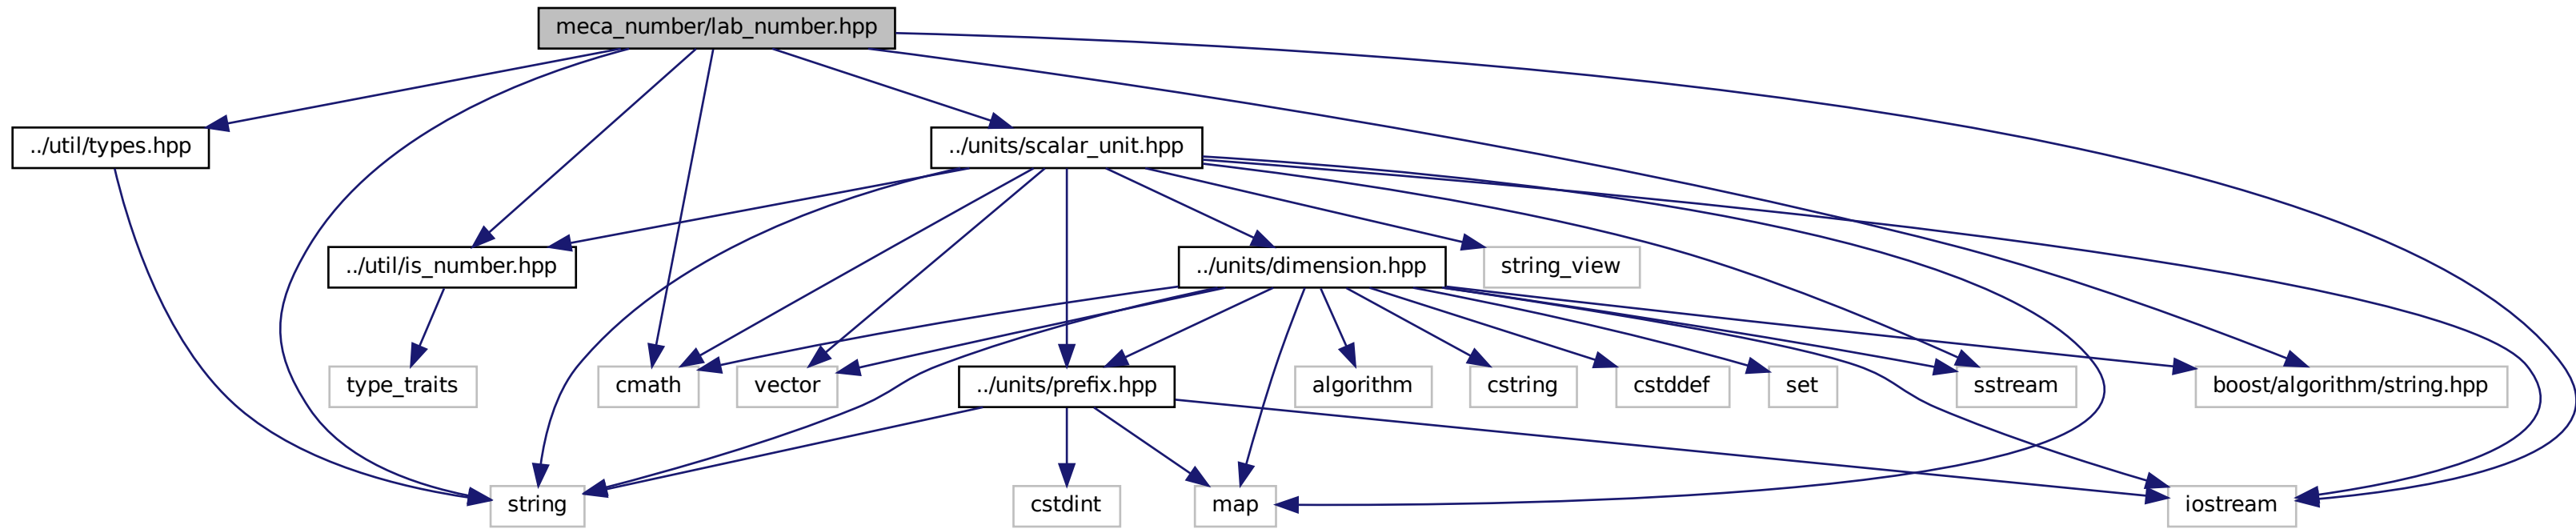 meca_number/lab_number.hpp
../util/types.hpp
../units/scalar_unit.hpp
../util/is_number.hpp
../units/dimension.hpp
string_view
type_traits
cmath
vector
../units/prefix.hpp
algorithm
cstring
cstddef
set
sstream
boost/algorithm/string.hpp
string
cstdint
map
iostream